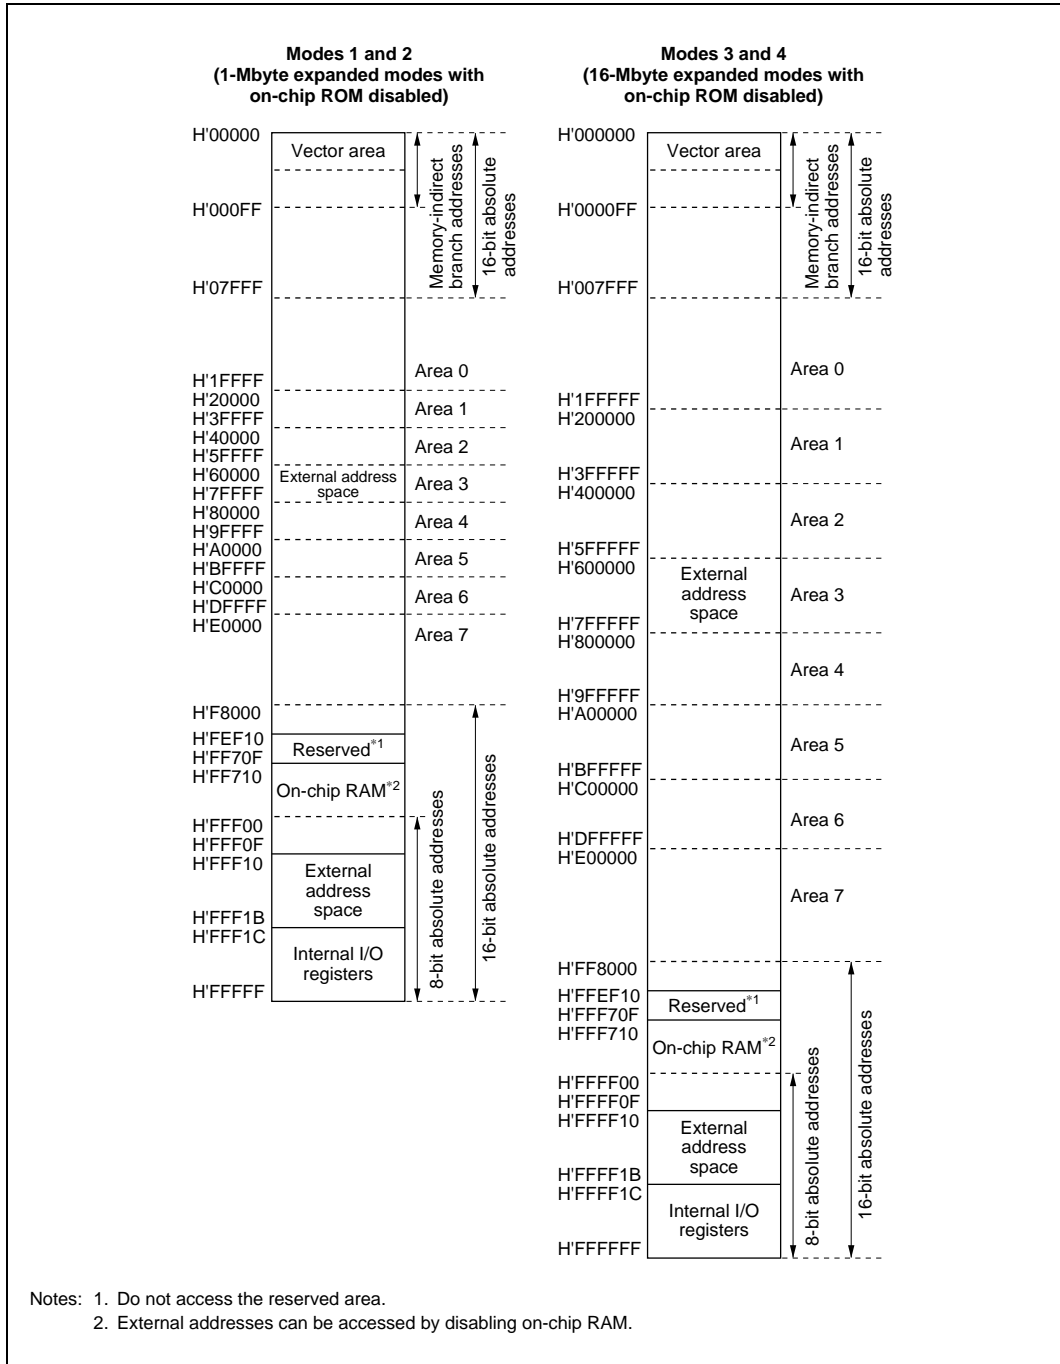 Modes 1 and 2
(1-Mbyte expanded modes with
on-chip ROM disabled)
H'00000
Vector area
H'000FF
Memory-indirect
branch addresses
16-bit absolute
addresses
H'07FFF
Area 0
H'1FFFF
H'20000
Area 1
H'3FFFF
H'40000
Area 2
H'5FFFF
H'60000
External address
space
Area 3
H'7FFFF
H'80000
Area 4
H'9FFFF
H'A0000
Area 5
H'BFFFF
H'C0000
Area 6
H'DFFFF
H'E0000
Area 7
H'F8000
H'FEF10
Reserved*1
H'FF70F
H'FF710
On-chip RAM*2
H'FFF00
H'FFF0F
H'FFF10
External
address
space
H'FFF1B
H'FFF1C
Internal I/O
registers
H'FFFFF
8-bit absolute addresses
16-bit absolute addresses
Modes 3 and 4
(16-Mbyte expanded modes with
on-chip ROM disabled)
H'000000
Vector area
H'0000FF
Memory-indirect
branch addresses
16-bit absolute
addresses
H'007FFF
Area 0
H'1FFFFF
H'200000
Area 1
H'3FFFFF
H'400000
Area 2
H'5FFFFF
H'600000
External
address
space
Area 3
H'7FFFFF
H'800000
Area 4
H'9FFFFF
H'A00000
Area 5
H'BFFFFF
H'C00000
Area 6
H'DFFFFF
H'E00000
Area 7
H'FF8000
H'FFEF10
Reserved*1
H'FFF70F
H'FFF710
On-chip RAM*2
H'FFFF00
H'FFFF0F
H'FFFF10
External
address
space
H'FFFF1B
H'FFFF1C
Internal I/O
registers
H'FFFFFF
8-bit absolute addresses
16-bit absolute addresses
Notes: 1. Do not access the reserved area.
2. External addresses can be accessed by disabling on-chip RAM.